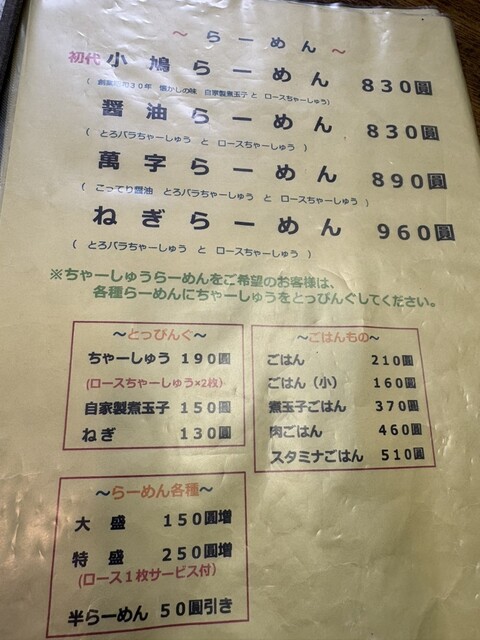 ～らーめん～
初代 小鳩らーめん 830圓
(創業昭和30年 懐かしの味 自家製煮玉子 と ロースちゃーしゅう)
醤油らーめん 830圓
(とろバラちゃーしゅう と ロースちゃーしゅう)
萬字らーめん 890圓
(こってり醤油 とろバラちゃーしゅう と ロースちゃーしゅう)
ねぎらーめん 960圓
(とろバラちゃーしゅう と ロースちゃーしゅう)
※ちゃーしゅうらーめんをご希望のお客様は、
各種らーめんにちゃーしゅうをとっぴんぐしてください。
～とっぴんぐ～
ちゃーしゅう 190圓
(ロースちゃーしゅう×2枚)
自家製煮玉子 150圓
ねぎ 130圓
～ごはんもの～
ごはん 210圓
ごはん（小） 160圓
煮玉子ごはん 370圓
肉ごはん 460圓
スタミナごはん 510圓
～らーめん各種～
大盛 150圓増
特盛 250圓増
(ロース1枚サービス付)
半らーめん 50圓引き